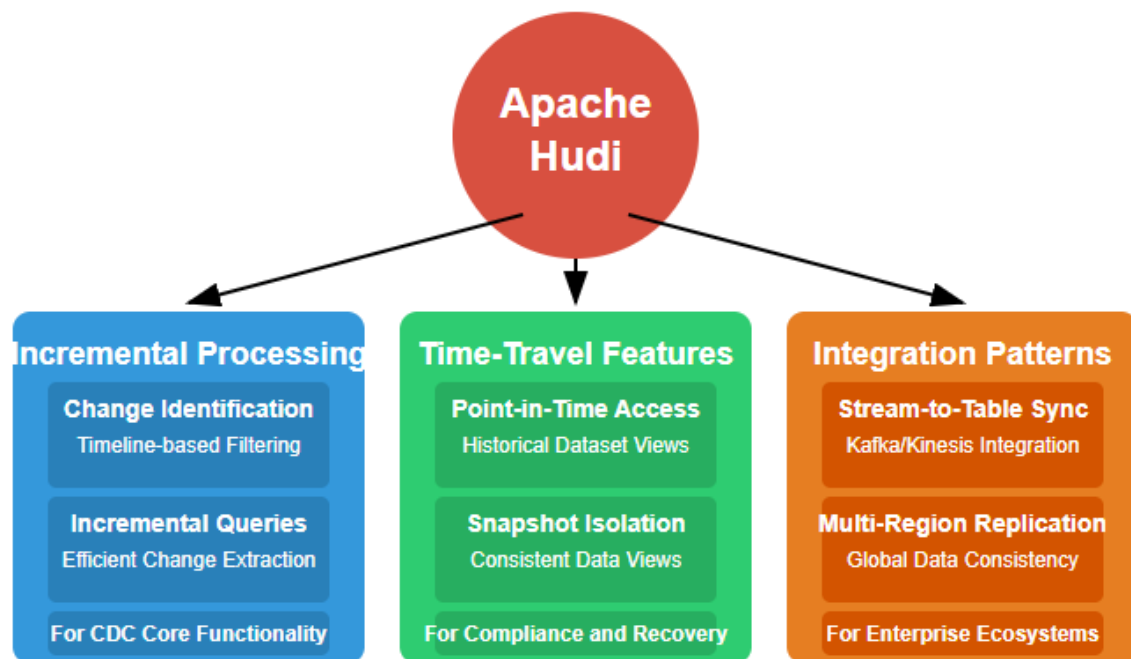 Apache
Hudi
Incremental Processing
Change Identification
Timeline-based Filtering
Incremental Queries
Efficient Change Extraction
For CDC Core Functionality
Time-Travel Features
Point-in-Time Access
Historical Dataset Views
Snapshot Isolation
Consistent Data Views
For Compliance and Recovery
Integration Patterns
Stream-to-Table Sync
Kafka/Kinesis Integration
Multi-Region Replication
Global Data Consistency
For Enterprise Ecosystems